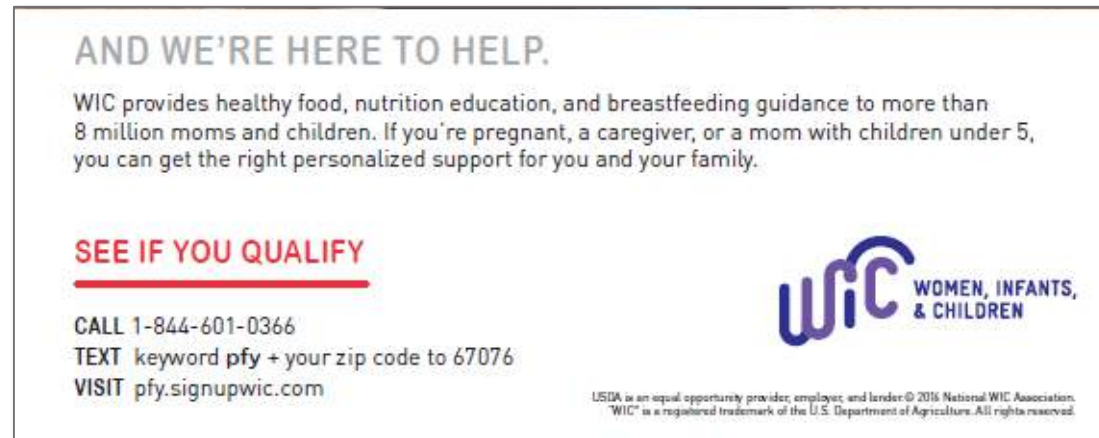 AND WE'RE HERE TO HELP.
WIC provides healthy food, nutrition education, and breastfeeding guidance to more than
8 million moms and children. If you're pregnant, a caregiver, or a mom with children under 5,
you can get the right personalized support for you and your family.
SEE IF YOU QUALIFY
CALL 1-844-601-0366
TEXT keyword pfy + your zip code to 67076
VISIT pfy.signupwic.com
WiC WOMEN, INFANTS,
& CHILDREN
USDA is an equal opportunity provider, employer, and lender © 2016 National WIC Association.
"WIC" is a registered trademark of the U.S. Department of Agriculture. All rights reserved.